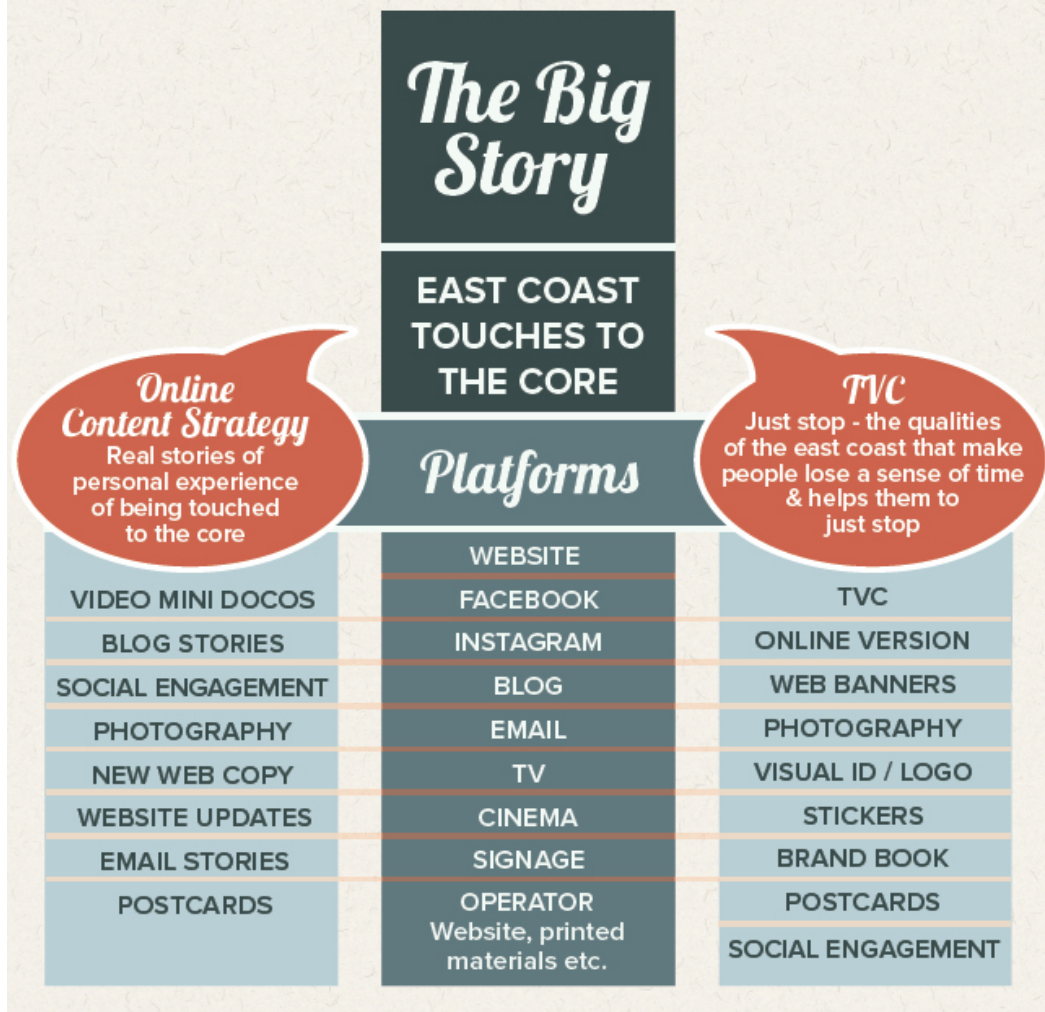 The Big
Story
EAST COAST
TOUCHES TO
THE CORE
Online
Content Strategy
Real stories of
personal experience
of being touched
to the core
Platforms
TVC
Just stop - the qualities
of the east coast that make
people lose a sense of time
& helps them to
just stop
VIDEO MINI DOCOS
BLOG STORIES
SOCIAL ENGAGEMENT
PHOTOGRAPHY
NEW WEB COPY
WEBSITE UPDATES
EMAIL STORIES
POSTCARDS
WEBSITE
FACEBOOK
INSTAGRAM
BLOG
EMAIL
TV
CINEMA
SIGNAGE
OPERATOR
Website, printed
materials etc.
TVC
ONLINE VERSION
WEB BANNERS
PHOTOGRAPHY
VISUAL ID / LOGO
STICKERS
BRAND BOOK
POSTCARDS
SOCIAL ENGAGEMENT